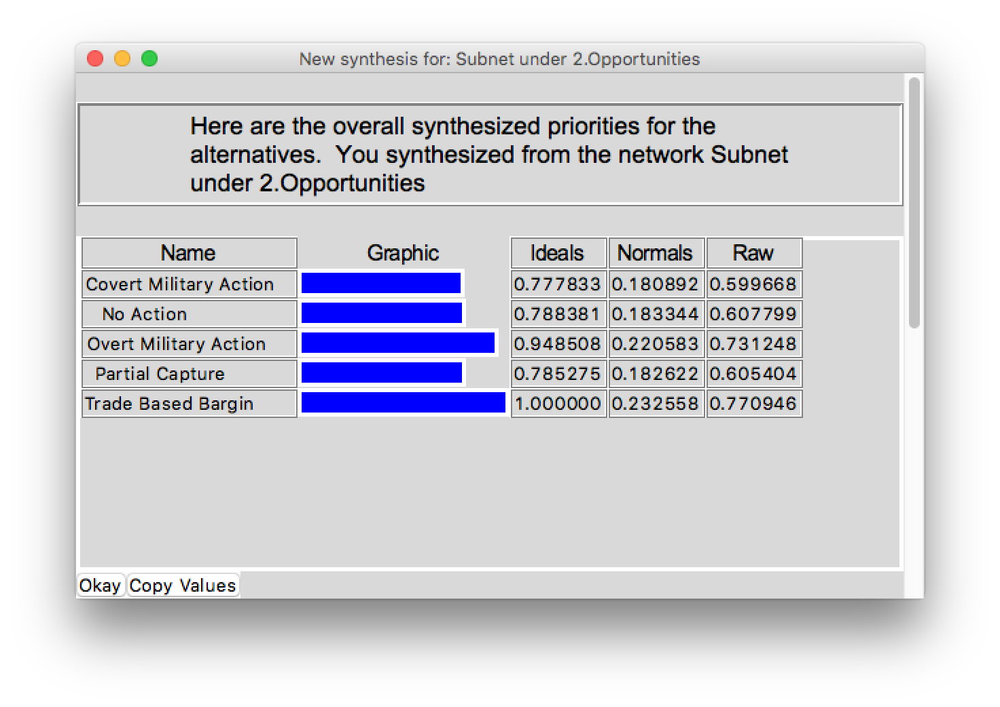 New synthesis for: Subnet under 2.Opportunities
Here are the overall synthesized priorities for the
alternatives.  You synthesized from the network Subnet
under 2.Opportunities
Name Graphic Ideals Normals Raw
Covert Military Action 0.777833 0.180892 0.599668
No Action 0.788381 0.183344 0.607799
Overt Military Action 0.948508 0.220583 0.731248
Partial Capture 0.785275 0.182622 0.605404
Trade Based Bargin 1.000000 0.232558 0.770946
Okay Copy Values